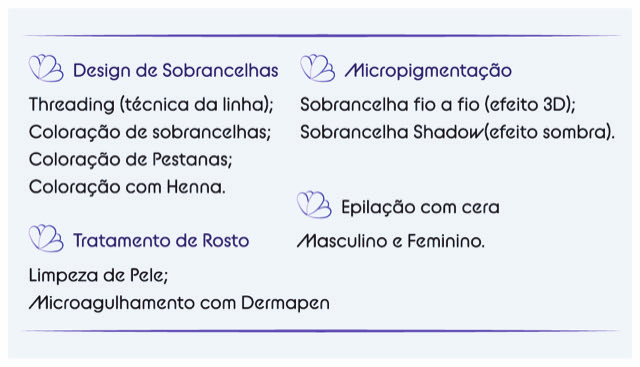 Design de Sobrancelhas
Threading (técnica da linha);
Coloração de sobrancelhas;
Coloração de Pestanas;
Coloração com Henna.
Tratamento de Rosto
Limpeza de Pele;
Microagulhamento com Dermapen
Micropigmentação
Sobrancelha fio a fio (efeito 3D);
Sobrancelha Shadow(efeito sombra).
Epilação com cera
Masculino e Feminino.